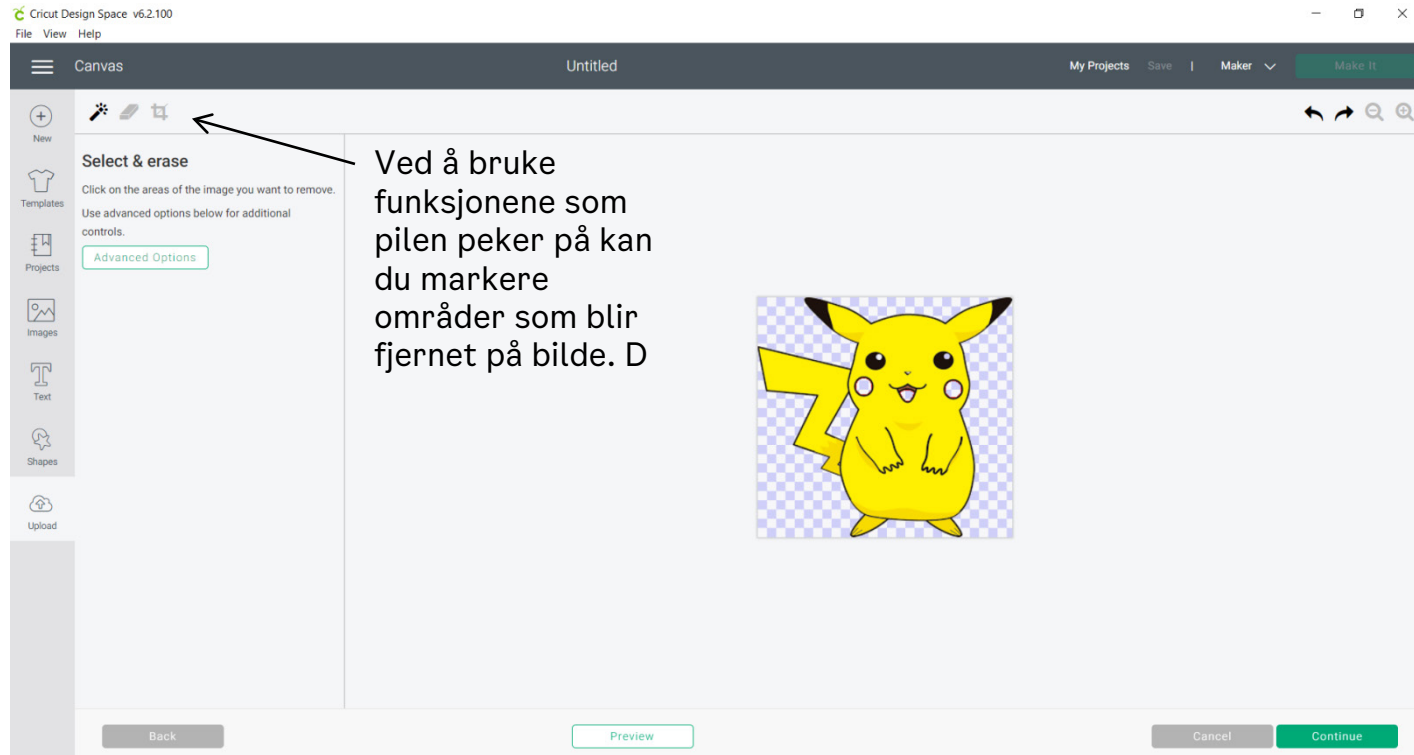 Cricut Design Space v6.2.100
File View Help
Canvas
Untitled
My Projects Save | Maker Make It
New
Templates
Projects
Images
Text
Shapes
Upload
Select & erase
Click on the areas of the image you want to remove.
Use advanced options below for additional
controls.
Advanced Options
Ved å bruke
funksjonene som
pilen peker på kan
du markere
områder som blir
fjernet på bilde. D
Back
Preview
Cancel
Continue